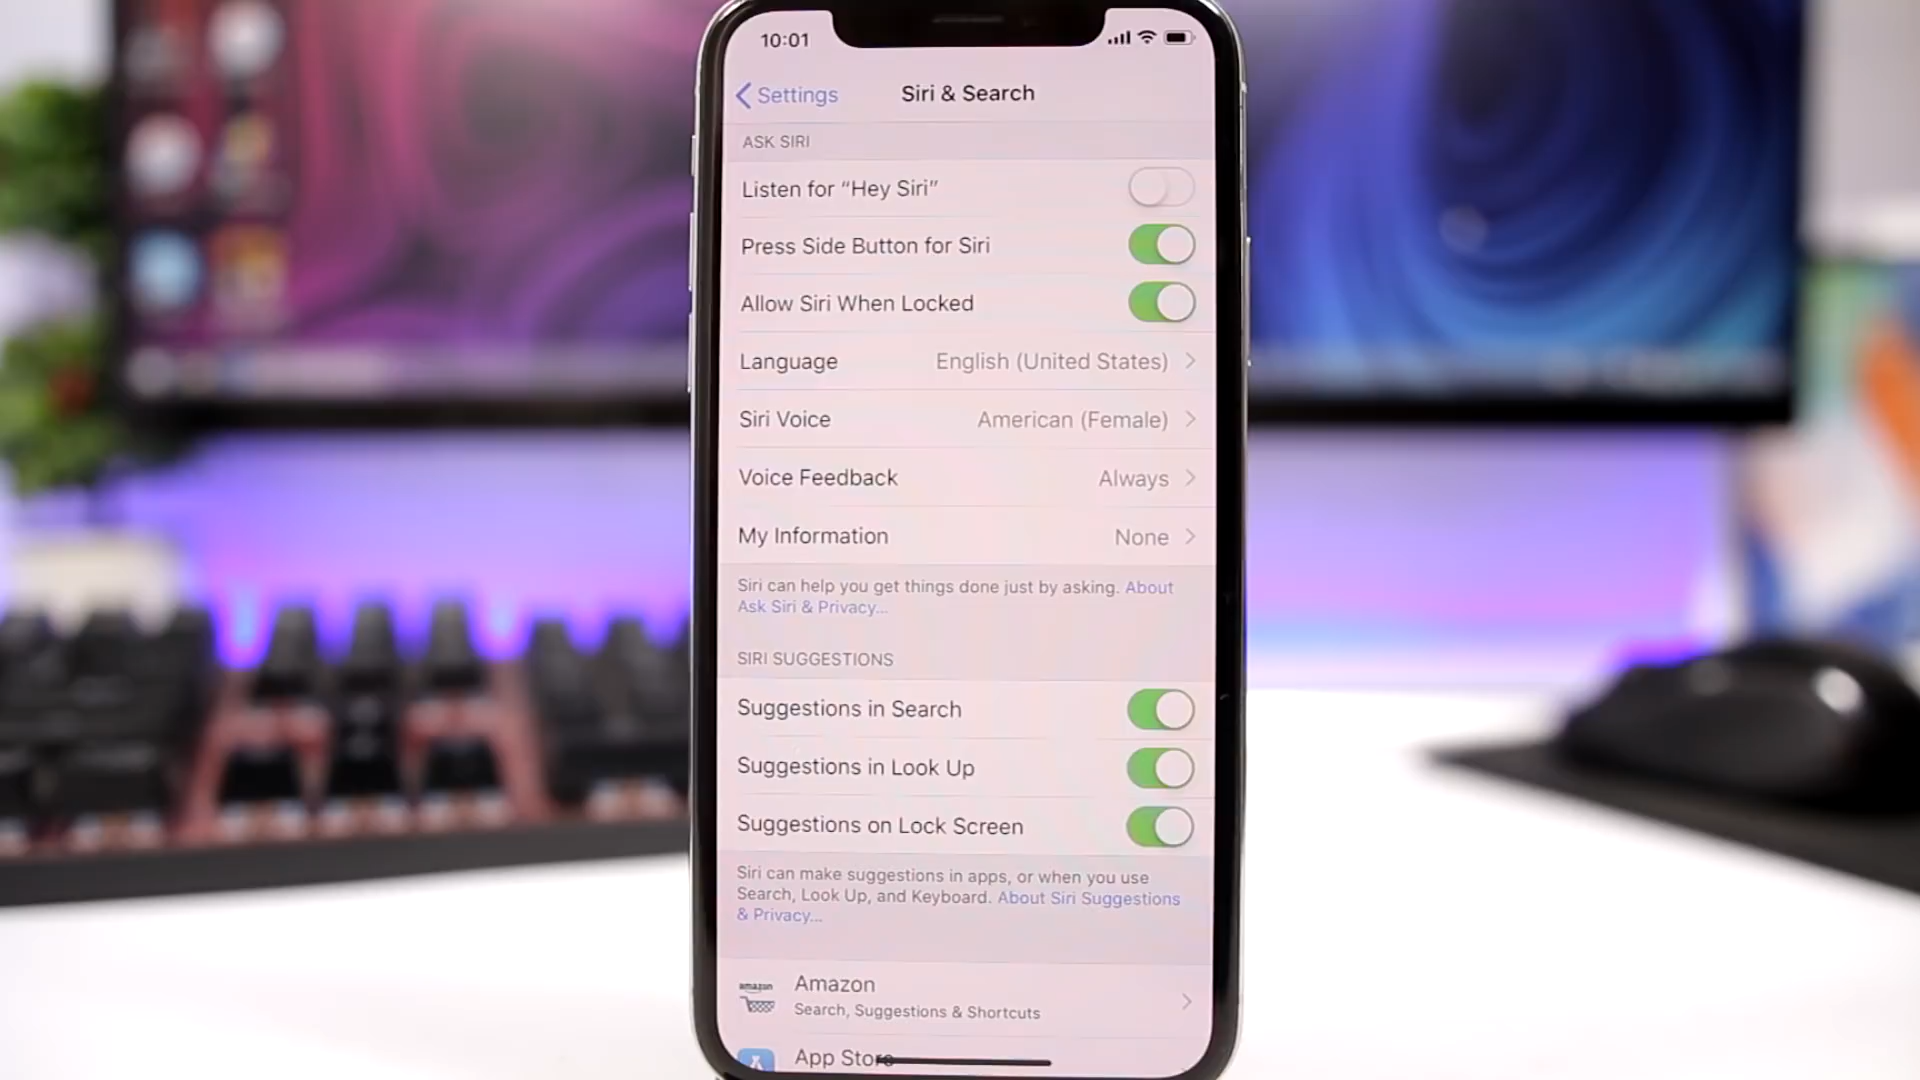 10:01
Settings
Siri & Search
ASK SIRI
Listen for “Hey Siri”
Press Side Button for Siri
Allow Siri When Locked
Language English (United States)
Siri Voice American (Female)
Voice Feedback Always
My Information None
Siri can help you get things done just by asking. About
Ask Siri & Privacy...
SIRI SUGGESTIONS
Suggestions in Search
Suggestions in Look Up
Suggestions on Lock Screen
Siri can make suggestions in apps, or when you use
Search, Look Up, and Keyboard. About Siri Suggestions
& Privacy...
amazon
Amazon
Search, Suggestions & Shortcuts
App Store